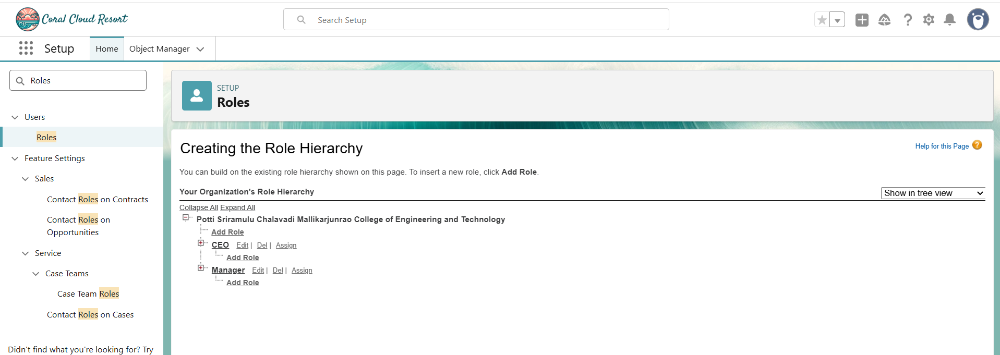 Coral Cloud Resort
Search Setup
Setup
Home
Object Manager
Roles
Users
Roles
Feature Settings
Sales
Contact Roles on Contracts
Contact Roles on
Opportunities
Service
Case Teams
Case Team Roles
Contact Roles on Cases
Didn't find what you're looking for? Try
SETUP
Roles
Creating the Role Hierarchy
Help for this Page ?
You can build on the existing role hierarchy shown on this page. To insert a new role, click Add Role.
Your Organization's Role Hierarchy
Show in tree view
Collapse All Expand All
Potti Sriramulu Chalavadi Mallikarjunrao College of Engineering and Technology
Add Role
CEO Edit | Del | Assign
Add Role
Manager Edit | Del | Assign
Add Role